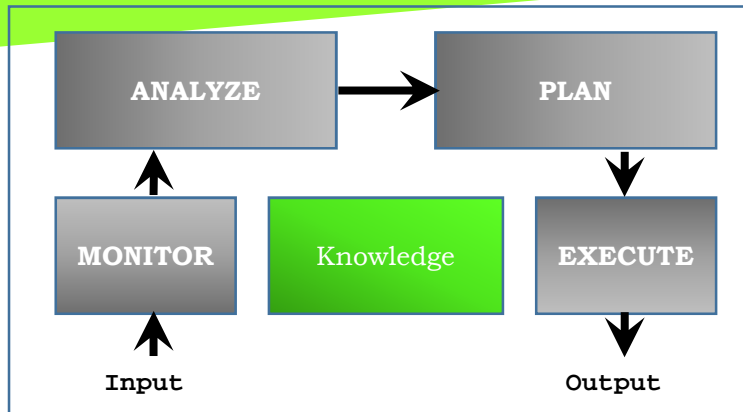 ANALYZE
PLAN
MONITOR
Knowledge
EXECUTE
Input
Output